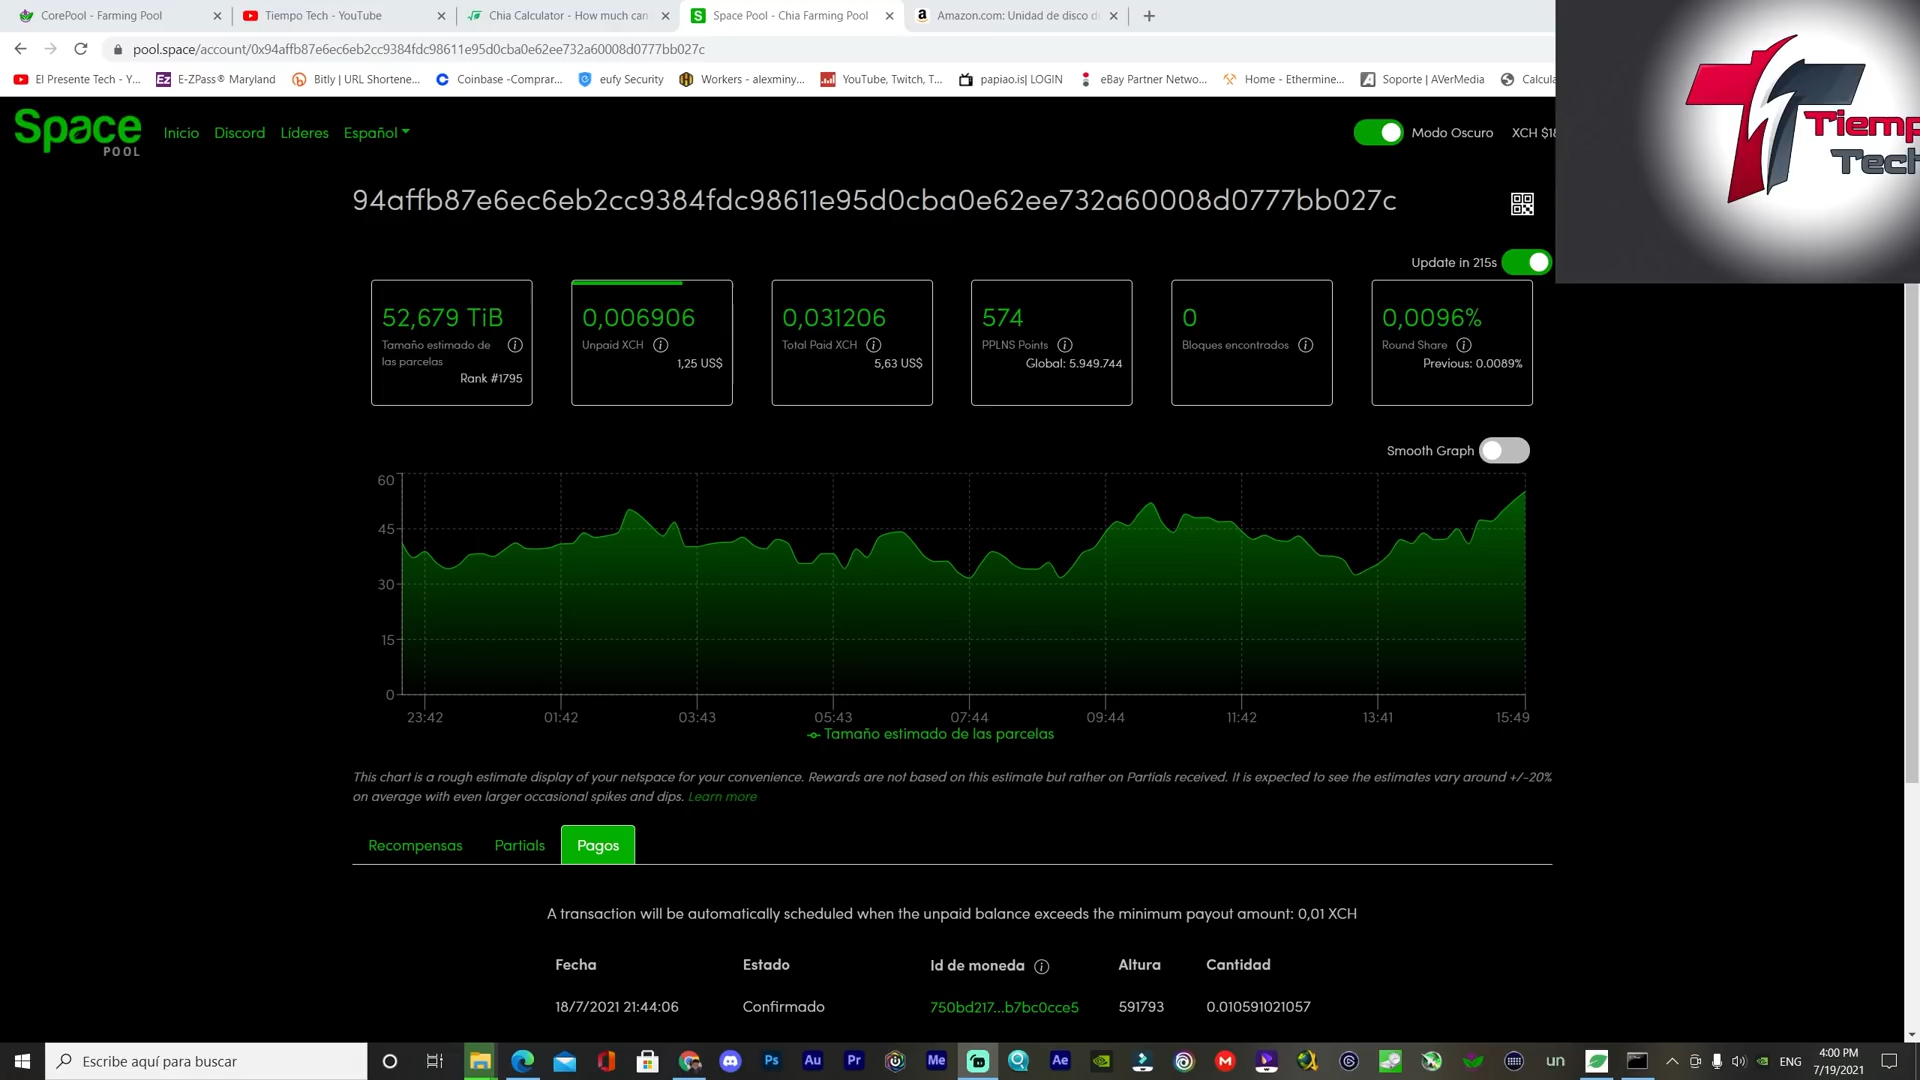 CorePool - Farming Pool
Tiempo Tech - YouTube
Chia Calculator - How much can
Space Pool - Chia Farming Pool
Amazon.com: Unidad de disco d
pool.space/account/0x94affb87e6ec6eb2cc9384fdc98611e95d0cba0e62ee732a60008d0777bb027c
El Presente Tech - Y...
E-ZPass® Maryland
Bitly | URL Shortene...
Coinbase -Comprar...
eufy Security
Workers - alexminy...
YouTube, Twitch, T...
papiao.is| LOGIN
eBay Partner Netwo...
Home - Ethermine...
Soporte | AVerMedia
Calcula
Tiemp
Tech
Space
POOL
Inicio
Discord
Líderes
Español
Modo Oscuro
XCH $18
94affb87e6ec6eb2cc9384fdc98611e95d0cba0e62ee732a60008d0777bb027c
Update in 215s
52,679 TiB
Tamaño estimado de
las parcelas
Rank #1795
0,006906
Unpaid XCH
1,25 US$
0,031206
Total Paid XCH
5,63 US$
574
PPLNS Points
Global: 5.949.744
0
Bloques encontrados
0,0096%
Round Share
Previous: 0.0089%
Smooth Graph
60
45
30
15
0
23:42
01:42
03:43
05:43
07:44
09:44
11:42
13:41
15:49
Tamaño estimado de las parcelas
This chart is a rough estimate display of your netspace for your convenience. Rewards are not based on this estimate but rather on Partials received. It is expected to see the estimates vary around +/-20%
on average with even larger occasional spikes and dips. Learn more
Recompensas
Partials
Pagos
A transaction will be automatically scheduled when the unpaid balance exceeds the minimum payout amount: 0,01 XCH
Fecha
Estado
Id de moneda
Altura
Cantidad
18/7/2021 21:44:06
Confirmado
750bd217...b7bc0cce5
591793
0.010591021057
Escribe aquí para buscar
Ps
Au
Pr
Me
Ae
un
ENG
4:00 PM
7/19/2021